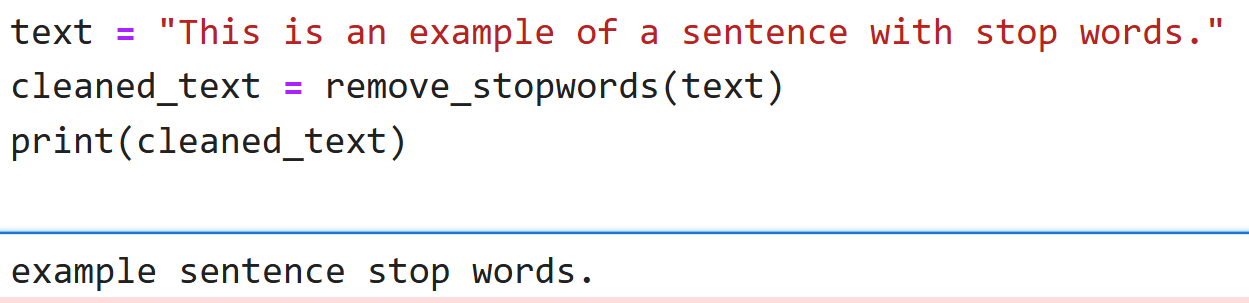 text = "This is an example of a sentence with stop words."
cleaned_text = remove_stopwords(text)
print(cleaned_text)
example sentence stop words.